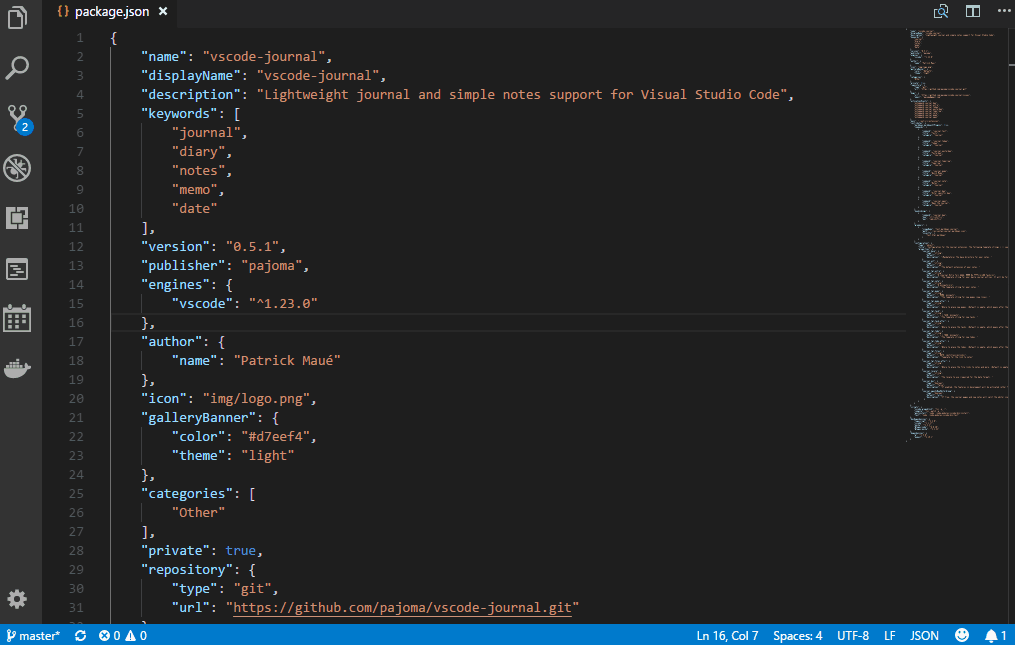 {} package.json ×
1 {
2 "name": "vscode-journal",
3 "displayName": "vscode-journal",
4 "description": "Lightweight journal and simple notes support for Visual Studio Code",
5 "keywords": [
6 "journal",
7 "diary",
8 "notes",
9 "memo",
10 "date"
11 ],
12 "version": "0.5.1",
13 "publisher": "pajoma",
14 "engines": {
15 "vscode": "^1.23.0"
16 },
17 "author": {
18 "name": "Patrick Maué"
19 },
20 "icon": "img/logo.png",
21 "galleryBanner": {
22 "color": "#d7eef4",
23 "theme": "light"
24 },
25 "categories": [
26 "Other"
27 ],
28 "private": true,
29 "repository": {
30 "type": "git",
31 "url": "https://github.com/pajoma/vscode-journal.git"
2
master* 0 0 Ln 16, Col 7 Spaces: 4 UTF-8 LF JSON 1